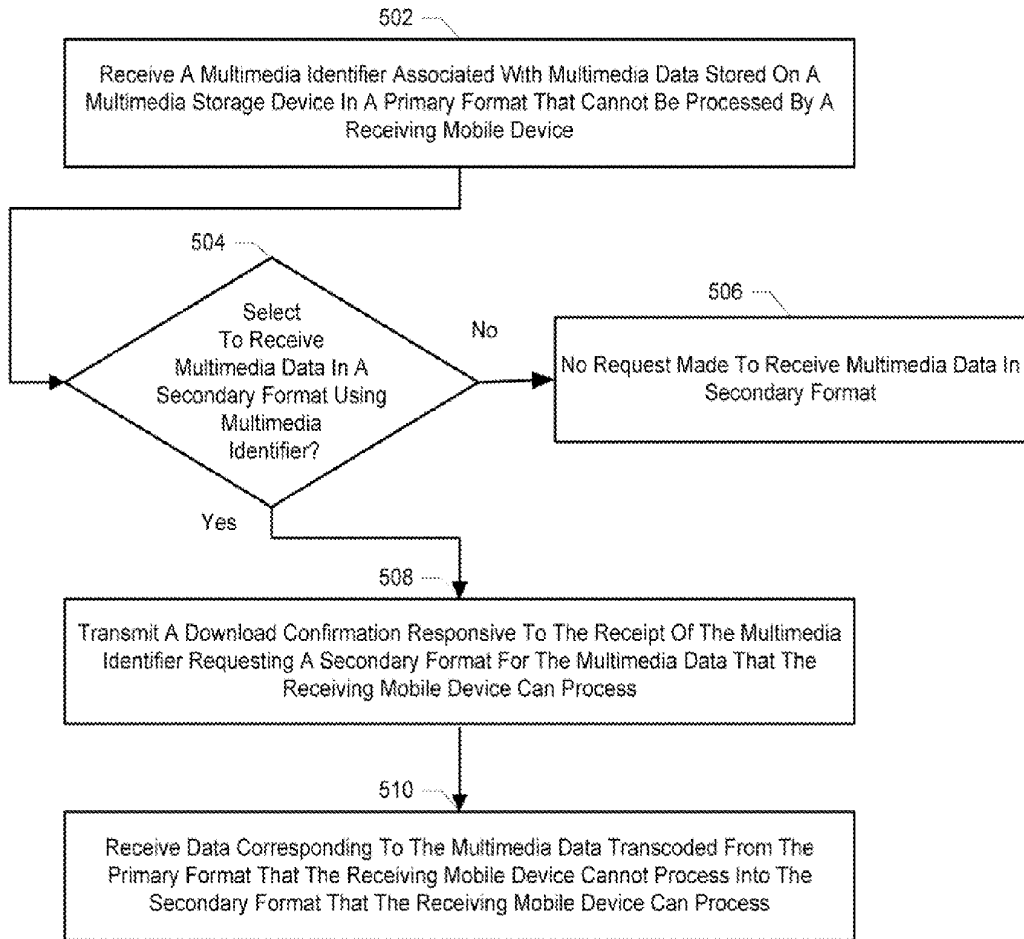 502
Receive A Multimedia Identifier Associated With Multimedia Data Stored On A
Multimedia Storage Device In A Primary Format That Cannot Be Processed By A
Receiving Mobile Device
504
Select
To Receive
Multimedia Data In A
Secondary Format Using
Multimedia
Identifier?
No
506
No Request Made To Receive Multimedia Data In
Secondary Format
Yes
508
Transmit A Download Confirmation Responsive To The Receipt Of The Multimedia
Identifier Requesting A Secondary Format For The Multimedia Data That The
Receiving Mobile Device Can Process
510
Receive Data Corresponding To The Multimedia Data Transcoded From The
Primary Format That The Receiving Mobile Device Cannot Process Into The
Secondary Format That The Receiving Mobile Device Can Process